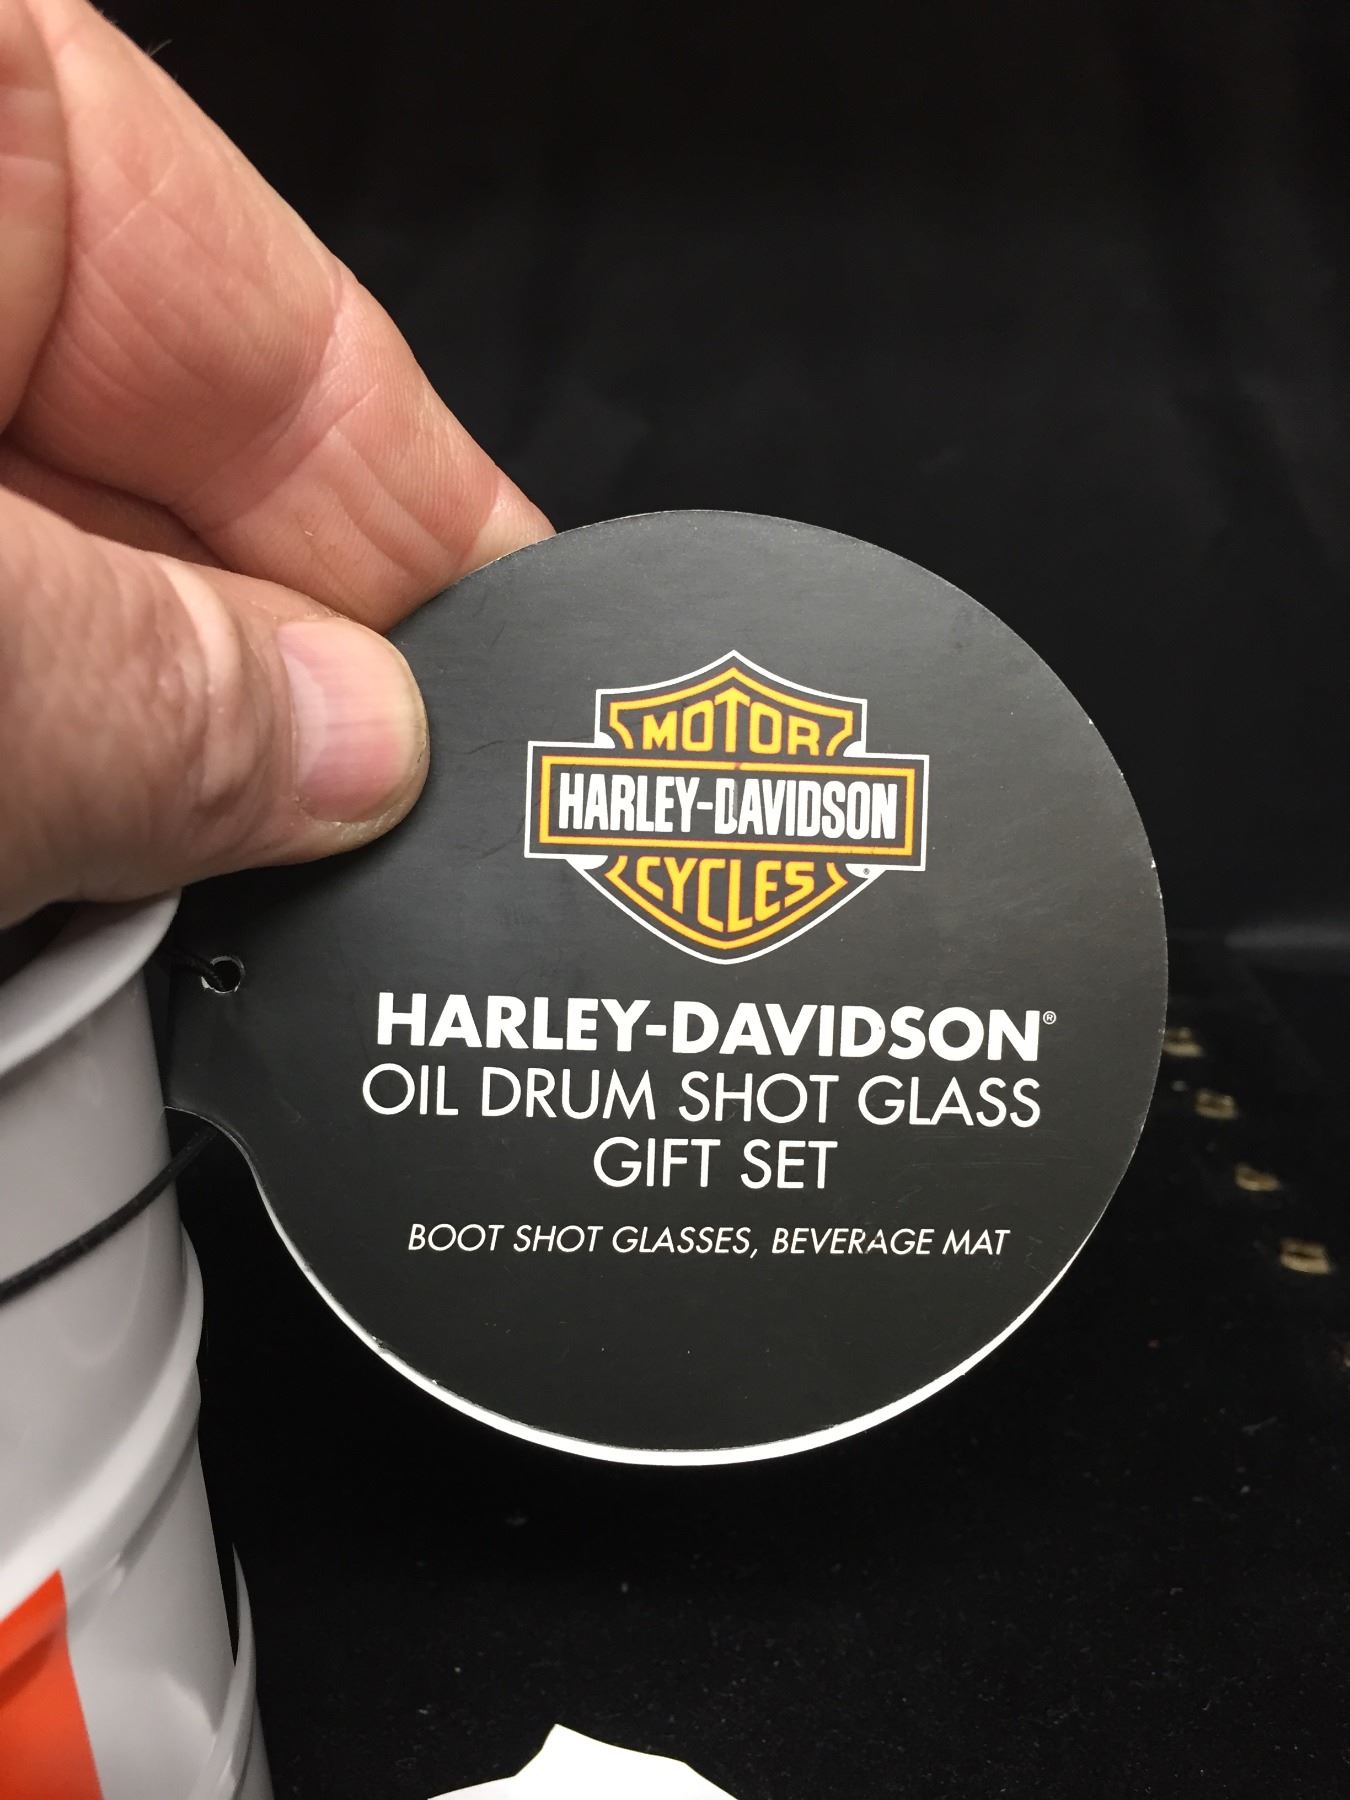 MOTOR
HARLEY-DAVIDSON
CYCLES®
HARLEY-DAVIDSON®
OIL DRUM SHOT GLASS
GIFT SET
BOOT SHOT GLASSES, BEVERAGE MAT